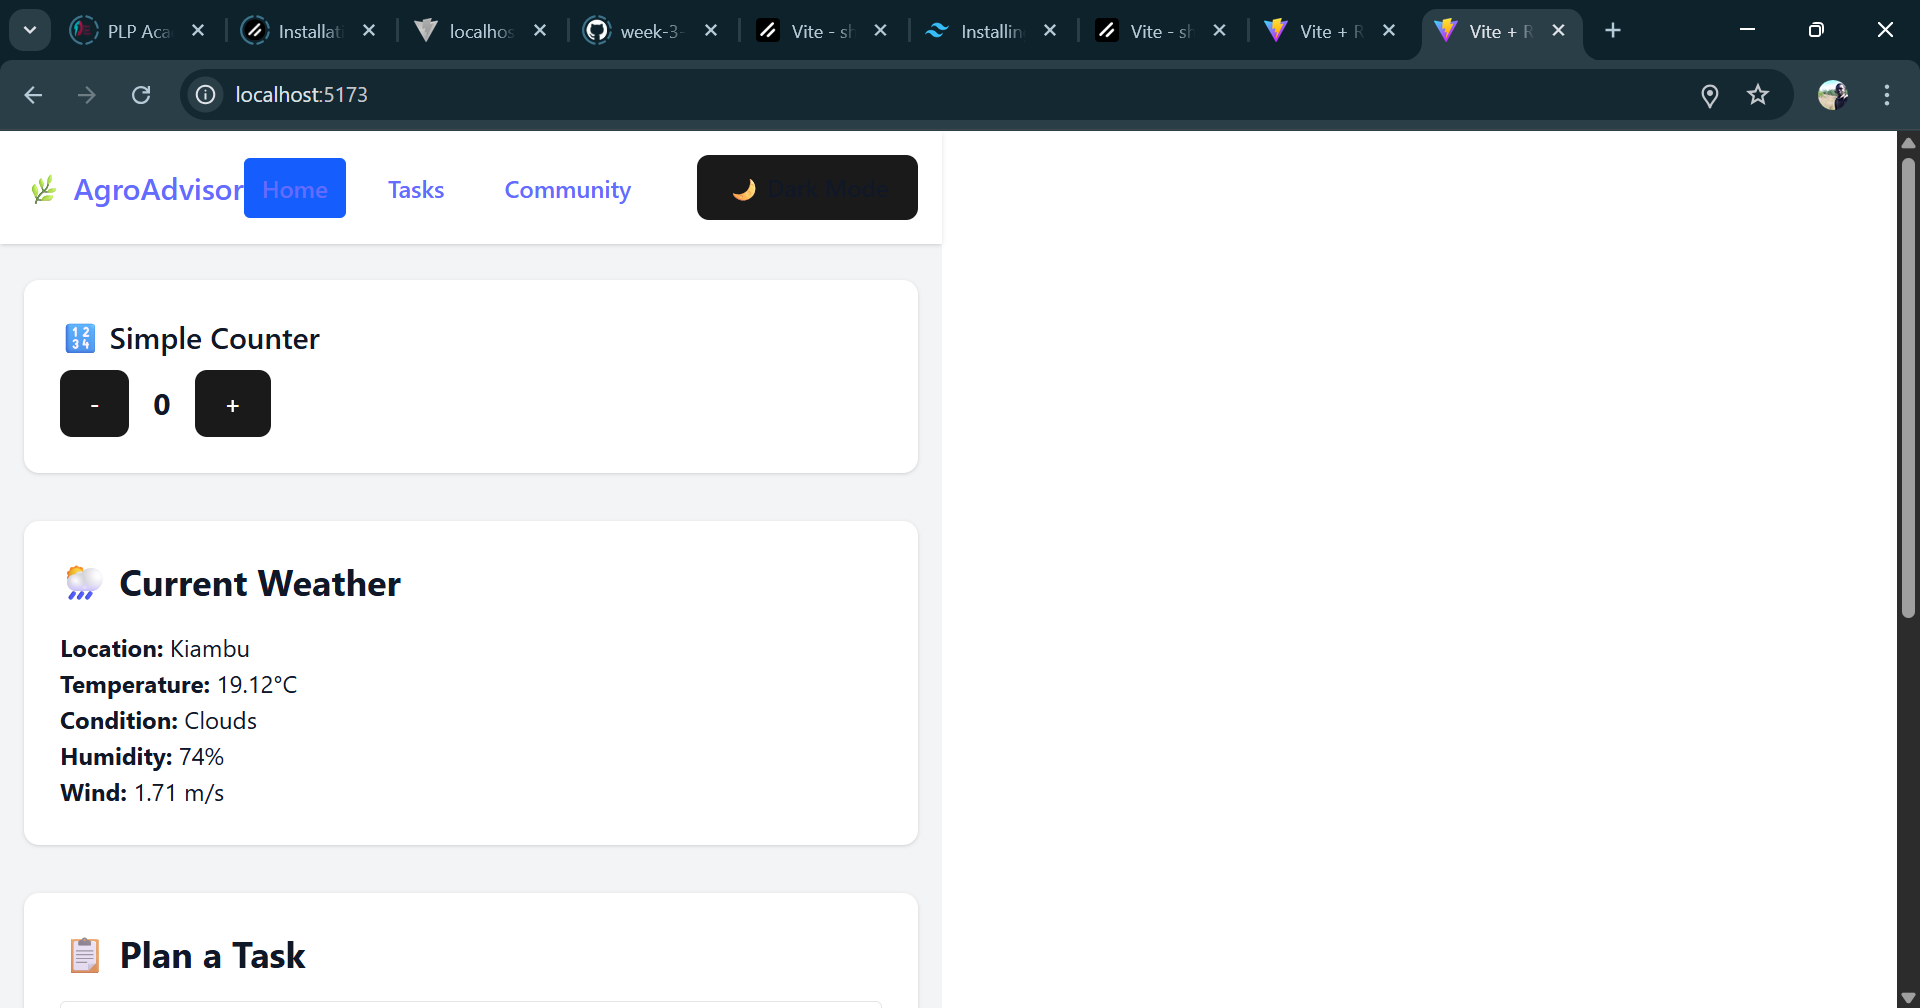 PLP Aca
Installati
localhos
week-3-
Vite - sh
Installin
Vite - sh
Vite + R
Vite + R
localhost:5173
AgroAdvisor
Home
Tasks
Community
Dark Mode
Simple Counter
-
0
+
Current Weather
Location: Kiambu
Temperature: 19.12°C
Condition: Clouds
Humidity: 74%
Wind: 1.71 m/s
Plan a Task